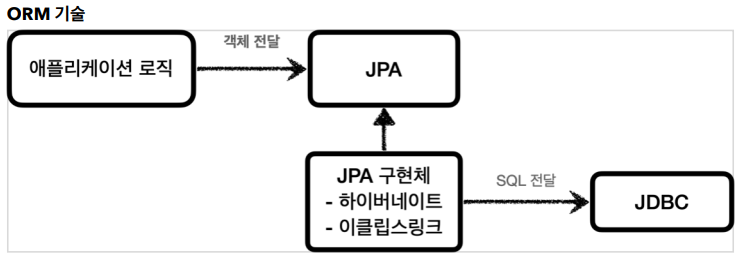 ORM 기술
객체 전달
애플리케이션 로직
JPA
JPA 구현체
- 하이버네이트
- 이클립스링크
SQL 전달
JDBC